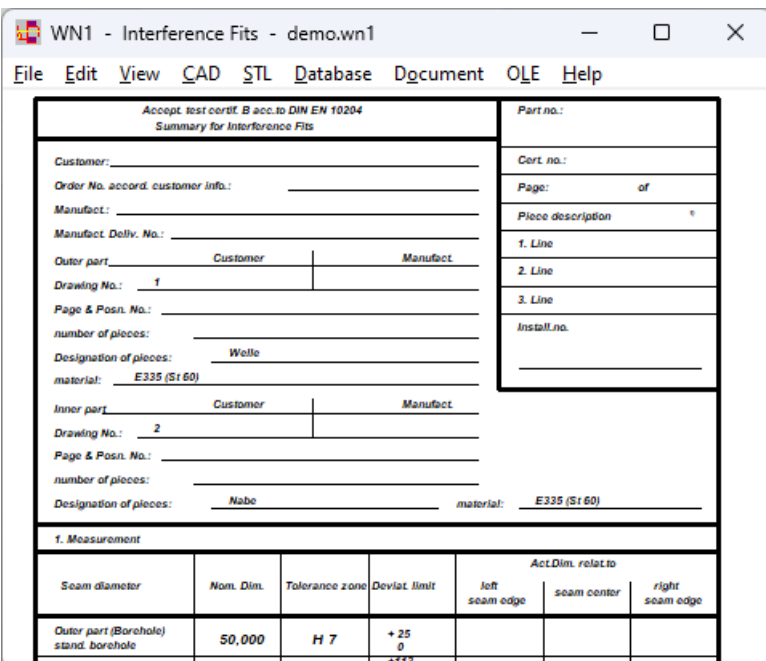 WN1 - Interference Fits - demo.wn1
File Edit View CAD STL Database Document OLE Help
Accept. test certif. B acc.to DIN EN 10204
Summary for Interference Fits
Part no.:
Customer:
Cert. no.:
Order No. accord. customer info.:
Page: of
Manufact.:
Piece description
Manufact. Deliv. No.:
1. Line
Outer part Customer Manufact.
2. Line
Drawing No.: 1
3. Line
Page & Posn. No.:
Install.no.
number of pieces:
Designation of pieces: Welle
material: E335 (St 60)
Inner part Customer Manufact.
Drawing No.: 2
Page & Posn. No.:
number of pieces:
Designation of pieces: Nabe material: E335 (St 60)
1. Measurement
Act.Dim. relat.to
Seam diameter Nom. Dim. Tolerance zone Deviat. limit left seam edge seam center right seam edge
Outer part (Borehole)
stand. borehole 50,000 H 7 + 25
0